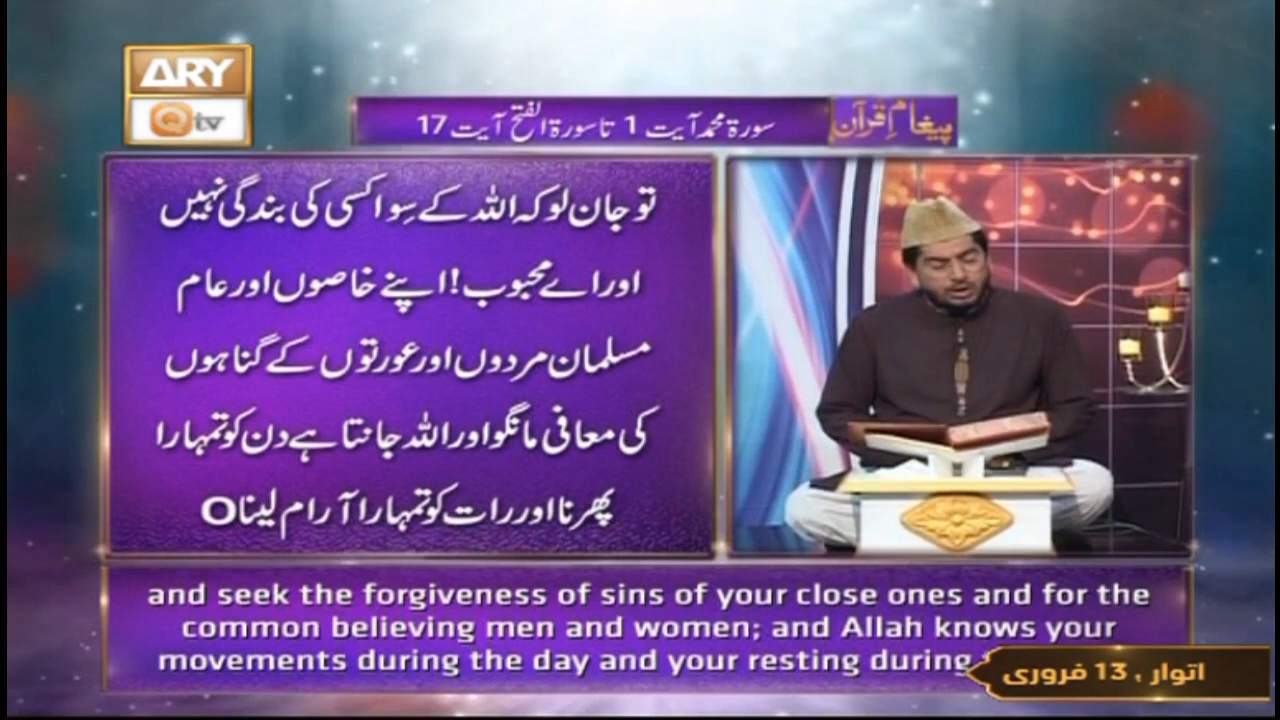 ARY
Qtv
پیغامِ قرآن
سورۃ محمد آیت 1 تا سورۃ الفتح آیت 17
تو جان لو کہ اللہ کے سِوا کسی کی بندگی نہیں
اور اے محبوب! اپنے خاصوں اور عام
مسلمان مردوں اور عورتوں کے گناہوں
کی معافی مانگو اور اللہ جانتا ہے دن کو تمہارا
پھرنا اور رات کو تمہارا آرام لیناO
and seek the forgiveness of sins of your close ones and for the
common believing men and women; and Allah knows your
movements during the day and your resting during
اتوار ، 13 فروری